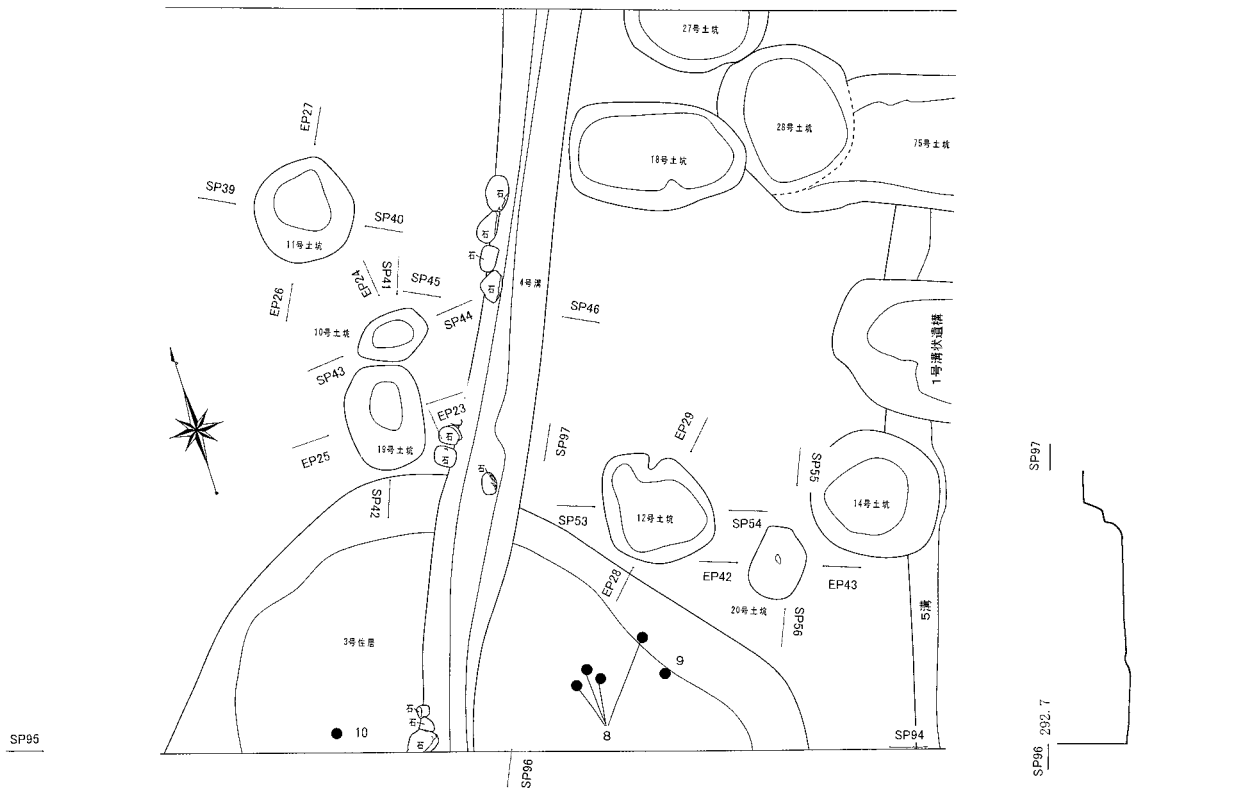 27号土坑
28号土坑
75号土坑
18号土坑
EP27
SP39
SP40
11号土坑
EP24
SP41
SP45
EP26
10号土坑
SP44
SP43
石
石
石
石
4号溝
SP46
1号溝状遺構
EP23
石
石
19号土坑
EP25
SP42
石
SP97
EP29
SP53
12号土坑
SP54
SP55
14号土坑
EP42
EP43
EP28
20号土坑
SP56
5溝
3号住居
9
8
10
石
石
石
SP95
SP96
SP94
SP97
SP96 292.7